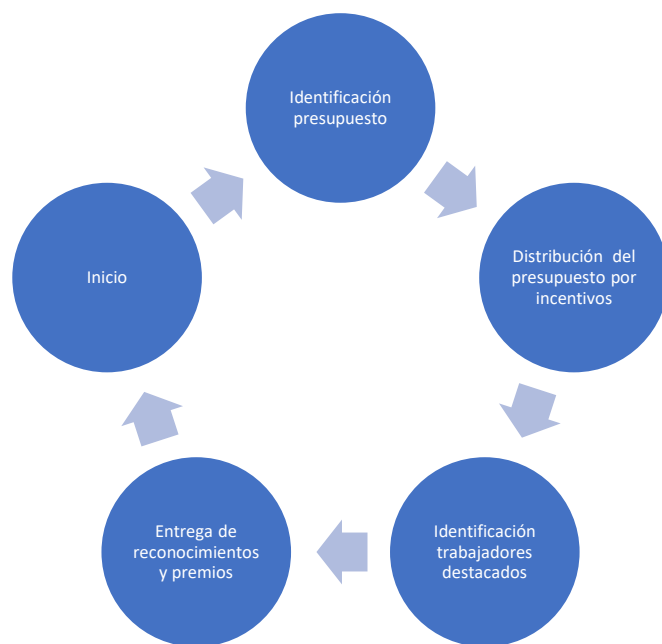 Identificación
presupuesto
Distribución del
presupuesto por
incentivos
Identificación
trabajadores
destacados
Entrega de
reconocimientos
y premios
Inicio